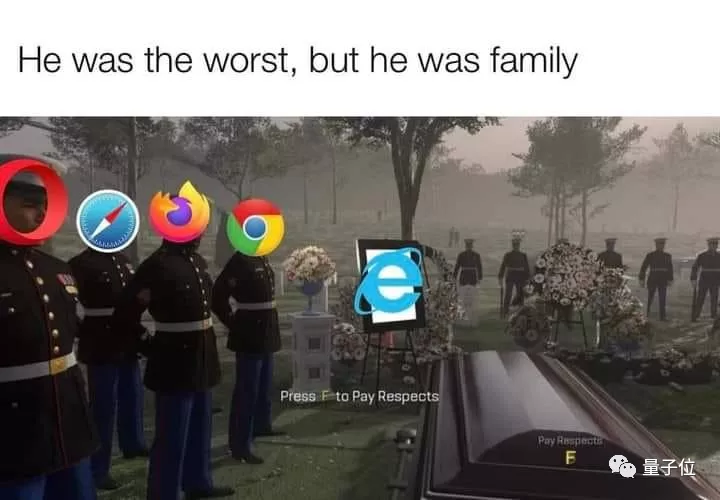 He was the worst, but he was family
Press F to Pay Respects
Pay Respects
F
量子位